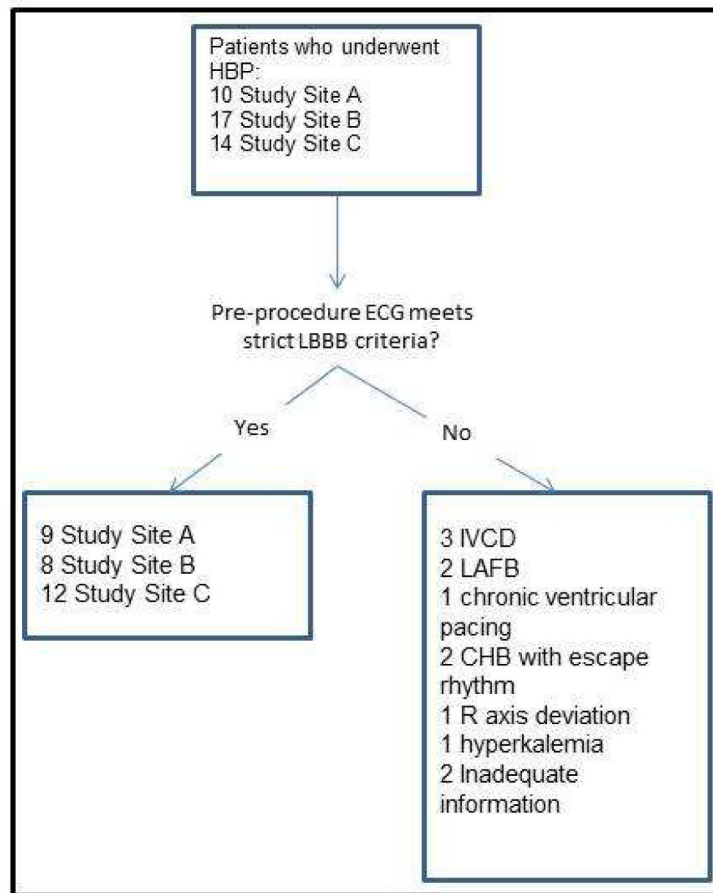 Patients who underwent
HBP:
10 Study Site A
17 Study Site B
14 Study Site C
Pre-procedure ECG meets
strict LBBB criteria?
Yes
No
9 Study Site A
8 Study Site B
12 Study Site C
3 IVCD
2 LAFB
1 chronic ventricular
pacing
2 CHB with escape
rhythm
1 R axis deviation
1 hyperkalemia
2 Inadequate
information